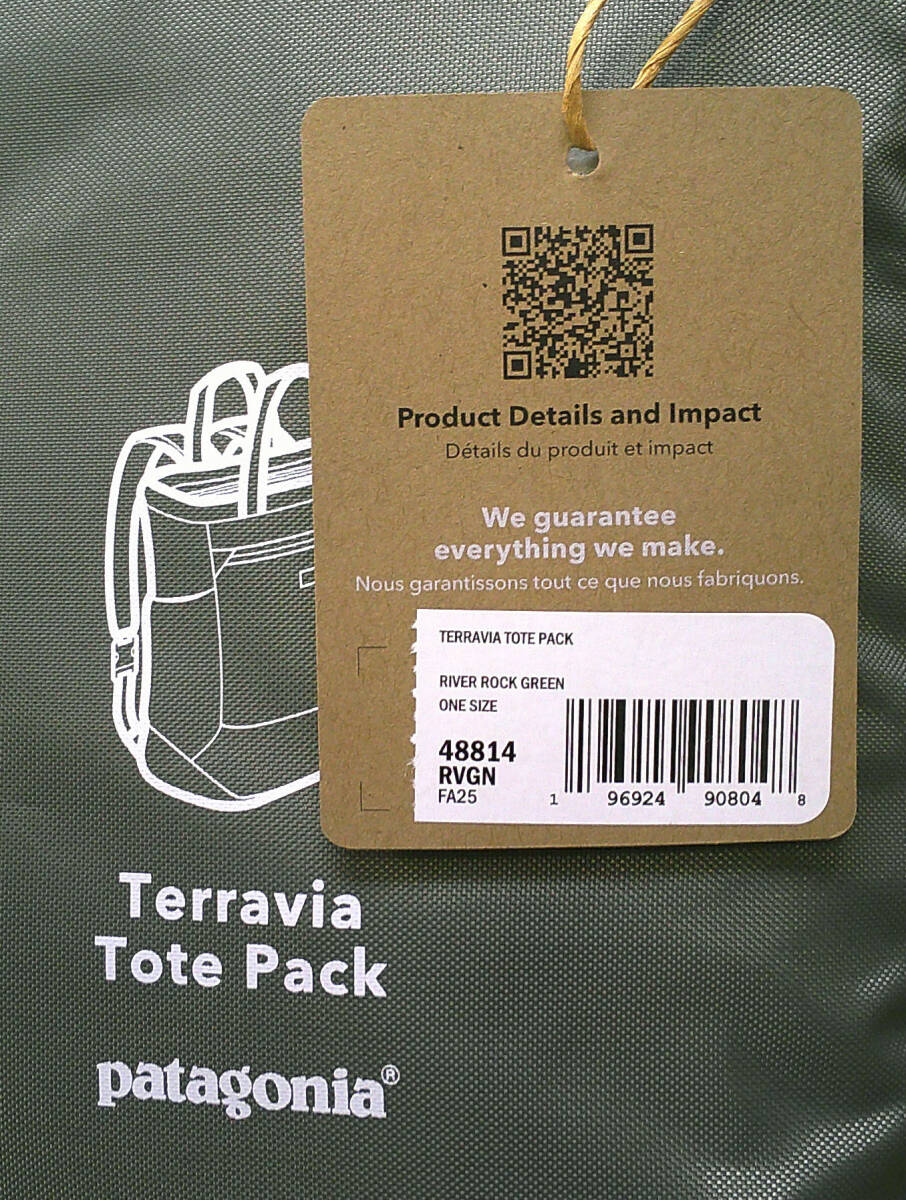 Product Details and Impact
Détails du produit et impact
We guarantee
everything we make.
Nous garantissons tout ce que nous fabriquons.
TERRAVIA TOTE PACK
RIVER ROCK GREEN
ONE SIZE
48814
RVGN
FA25
1 96924 90804 8
Terravia
Tote Pack
patagonia®